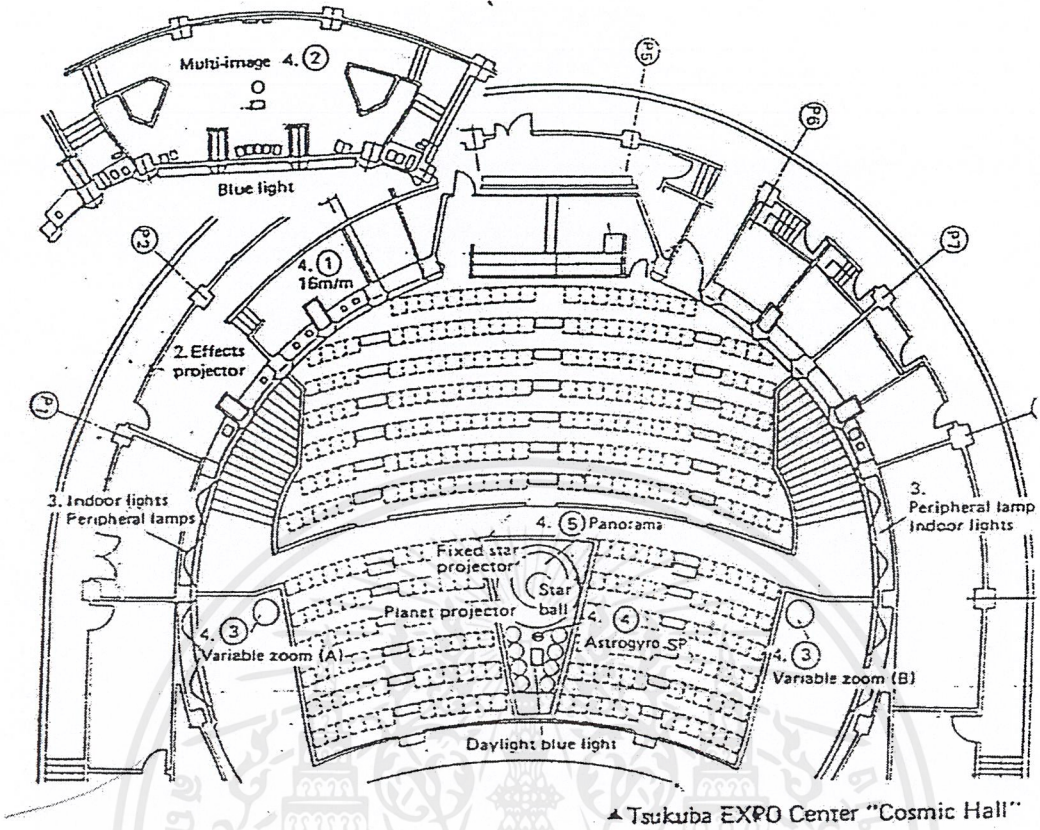 Multi-image 4. ②
Blue light
P5
P6
P7
P2
P1
4. ①
16m/m
2. Effects
projector
3. Indoor lights
Peripheral lamps
3.
Peripheral lamp
Indoor lights
4. ⑤ Panorama
Fixed star
projector
Star
ball
Planet projector
4. ④
Astrogyro SP
4. ③
Variable zoom (A)
4. ③
Variable zoom (B)
Daylight blue light
▲ Tsukuba EXPO Center "Cosmic Hall"